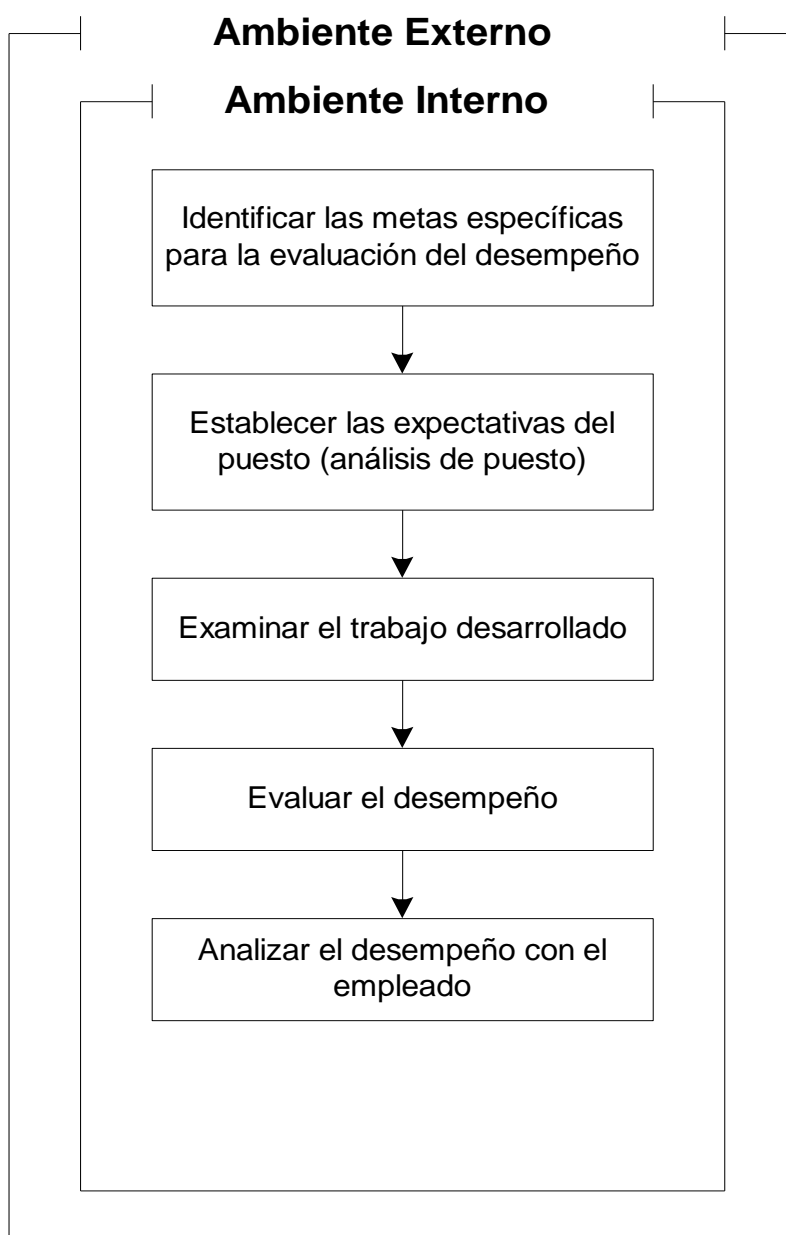 Ambiente Externo
Ambiente Interno
Identificar las metas específicas
para la evaluación del desempeño
Establecer las expectativas del
puesto (análisis de puesto)
Examinar el trabajo desarrollado
Evaluar el desempeño
Analizar el desempeño con el
empleado